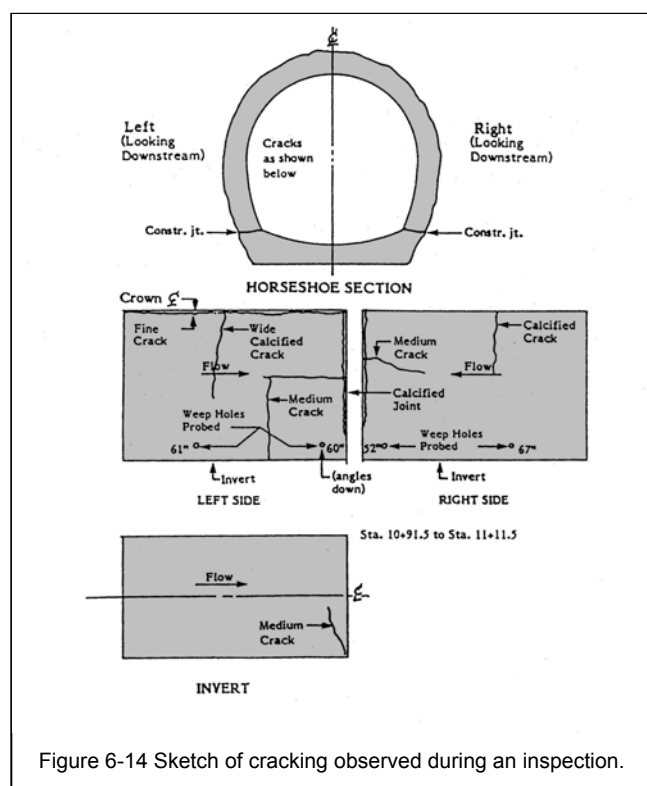 ℄
Left
(Looking
Downstream)
Right
(Looking
Downstream)
Cracks
as shown
below
Constr. jt.
Constr. jt.
HORSESHOE SECTION
Crown ℄
Fine
Crack
Wide
Calcified
Crack
Flow
Medium
Crack
Weep Holes
Probed
61"
60"
(angles
down)
Invert
LEFT SIDE
Medium
Crack
Calcified
Crack
Flow
Calcified
Joint
52"
Weep Holes
Probed
67"
Invert
RIGHT SIDE
Sta. 10+91.5 to Sta. 11+11.5
Flow
℄
Medium
Crack
INVERT
Figure 6-14 Sketch of cracking observed during an inspection.